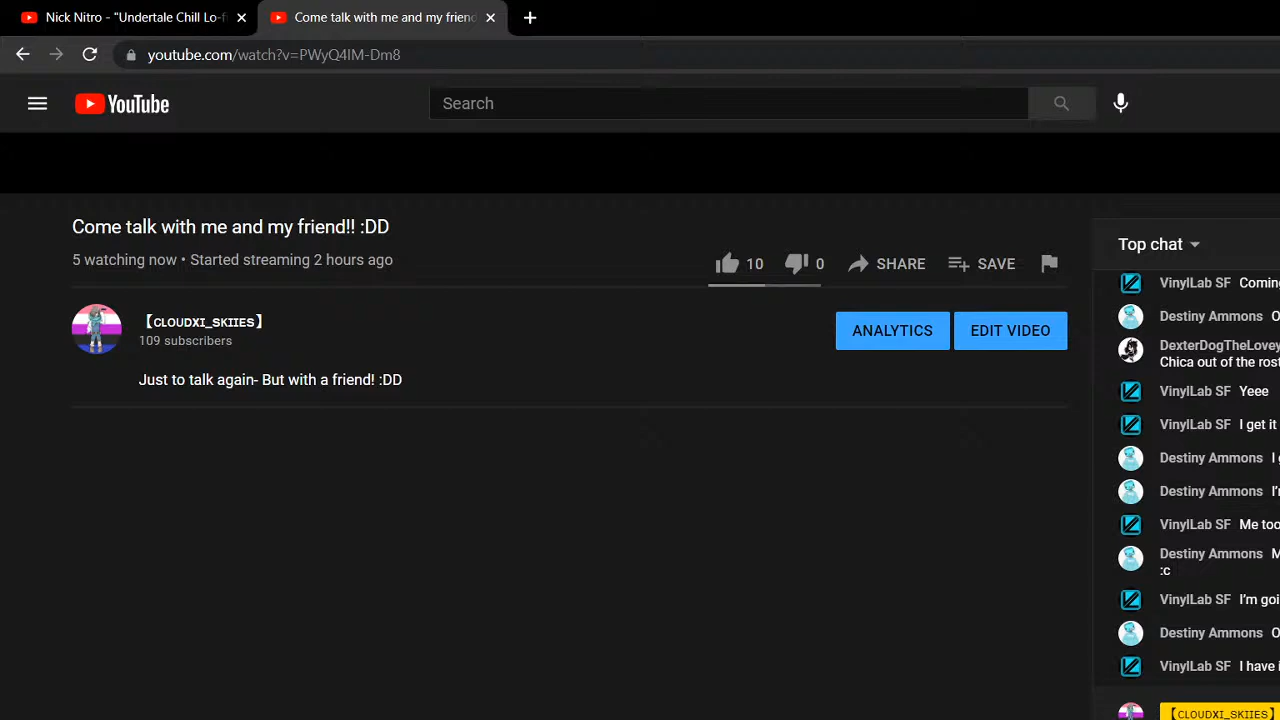 Nick Nitro - "Undertale Chill Lo-f
Come talk with me and my friend
youtube.com/watch?v=PWyQ4IM-Dm8
YouTube
Search
Come talk with me and my friend!! :DD
5 watching now • Started streaming 2 hours ago
10
0
SHARE
SAVE
【ᴄʟᴏᴜᴅxɪ_sᴋɪɪᴇs】
109 subscribers
ANALYTICS
EDIT VIDEO
Just to talk again- But with a friend! :DD
Top chat
VinylLab SF Coming
Destiny Ammons O
DexterDogTheLovey
Chica out of the rost
VinylLab SF Yeee
VinylLab SF I get it
Destiny Ammons I
Destiny Ammons I'
VinylLab SF Me too
Destiny Ammons M
:c
VinylLab SF I'm goi
Destiny Ammons O
VinylLab SF I have i
【ᴄʟᴏᴜᴅxɪ_sᴋɪɪᴇs】